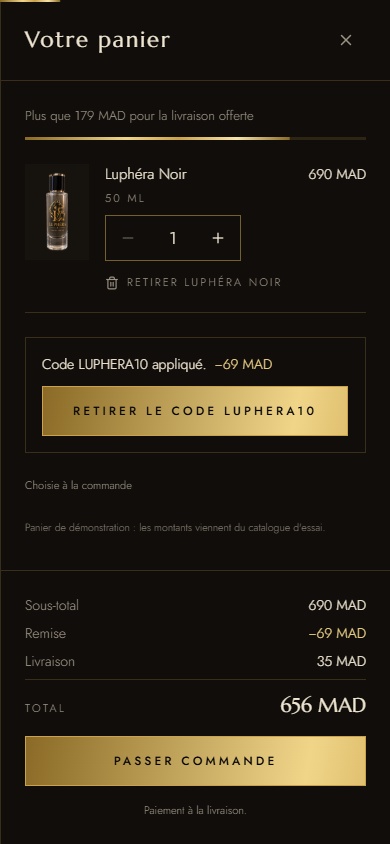 Votre panier
Plus que 179 MAD pour la livraison offerte
Luphéra Noir
690 MAD
50 ML
1
RETIRER LUPHÉRA NOIR
Code LUPHERA10 appliqué. −69 MAD
RETIRER LE CODE LUPHERA10
Choisie à la commande
Panier de démonstration : les montants viennent du catalogue d'essai.
Sous-total 690 MAD
Remise −69 MAD
Livraison 35 MAD
TOTAL 656 MAD
PASSER COMMANDE
Paiement à la livraison.